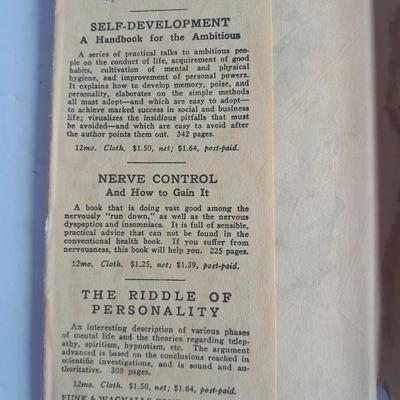 SELF-DEVELOPMENT
A Handbook for the Ambitious
A series of practical talks to ambitious peo-
ple on the conduct of life, acquirement of good
habits, cultivation of mental and physical
hygiene, and improvement of personal powers.
It explains how to develop memory, poise, and
personality, elaborates on the simple methods
all must adopt—and which are easy to adopt—
to achieve marked success in social and business
life; visualizes the insidious pitfalls that must
be avoided—and which are easy to avoid after
the author points them out. 342 pages.
12mo. Cloth. $1.50, net; $1.64, post-paid.
NERVE CONTROL
And How to Gain It
A book that is doing vast good among the
nervously "run down," as well as the nervous
dyspeptics and insomniacs. It is full of sensible,
practical advice that can not be found in the
conventional health book. If you suffer from
nervousness, this book will help you. 225 pages.
12mo. Cloth. $1.25, net; $1.39, post-paid.
THE RIDDLE OF
PERSONALITY
An interesting description of various phases
of mental life and the theories regarding telep-
athy, spiritism, hypnotism, etc. The argument
advanced is based on the conclusions reached in
scientific investigations, and is sound and au-
thoritative. 308 pages.
12mo. Cloth. $1.50, net; $1.64, post-paid.
FUNK & WAGNALLS